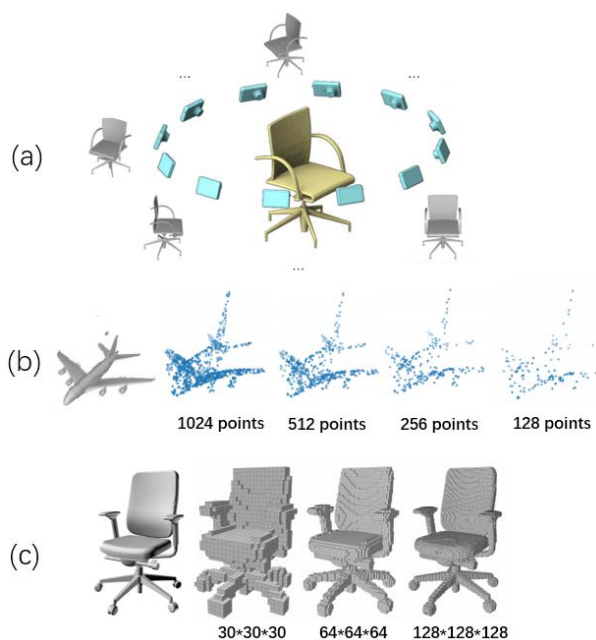 ...
...
(a)
...
(b)
1024 points 512 points 256 points 128 points
(c)
30*30*30 64*64*64 128*128*128